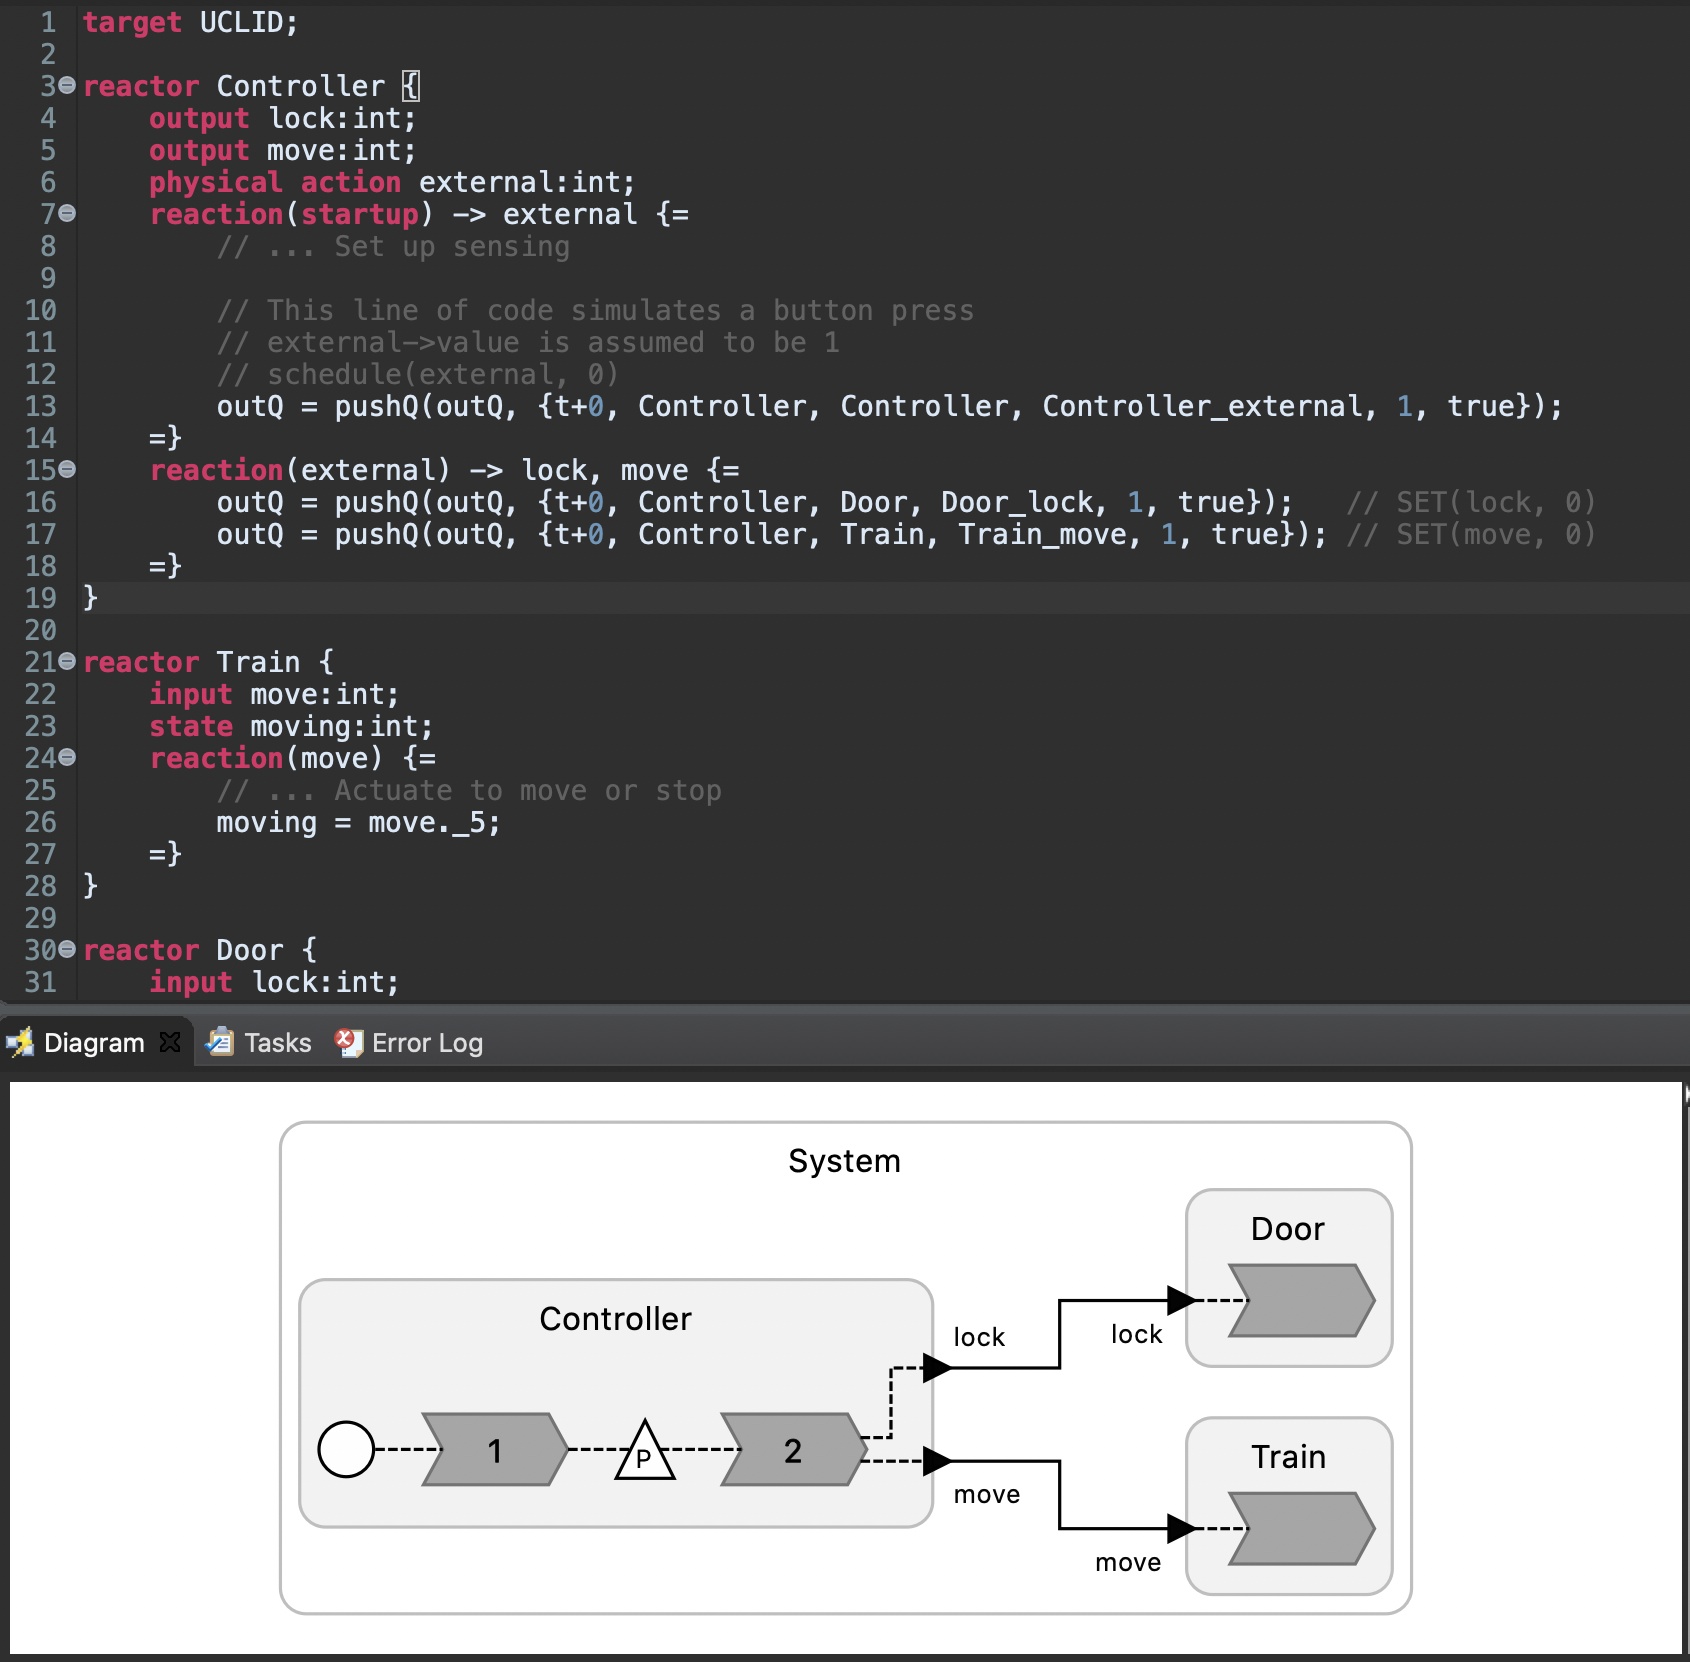 1 target UCLID;
2
3 reactor Controller {
4     output lock:int;
5     output move:int;
6     physical action external:int;
7     reaction(startup) -> external {=
8         // ... Set up sensing
9
10         // This line of code simulates a button press
11         // external->value is assumed to be 1
12         // schedule(external, 0)
13         outQ = pushQ(outQ, {t+0, Controller, Controller, Controller_external, 1, true});
14     =}
15     reaction(external) -> lock, move {=
16         outQ = pushQ(outQ, {t+0, Controller, Door, Door_lock, 1, true});   // SET(lock, 0)
17         outQ = pushQ(outQ, {t+0, Controller, Train, Train_move, 1, true}); // SET(move, 0)
18     =}
19 }
20
21 reactor Train {
22     input move:int;
23     state moving:int;
24     reaction(move) {=
25         // ... Actuate to move or stop
26         moving = move._5;
27     =}
28 }
29
30 reactor Door {
31     input lock:int;
Diagram Tasks Error Log
System
Door
Controller
lock
lock
1 P 2
Train
move
move